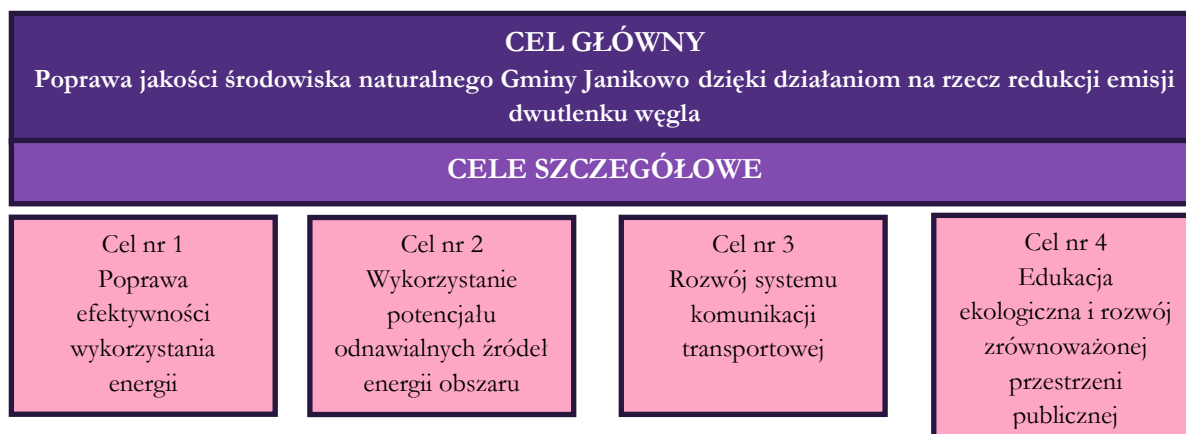 CEL GŁÓWNY
Poprawa jakości środowiska naturalnego Gminy Janikowo dzięki działaniom na rzecz redukcji emisji
dwutlenku węgla
CELE SZCZEGÓŁOWE
Cel nr 1
Poprawa
efektywności
wykorzystania
energii
Cel nr 2
Wykorzystanie
potencjału
odnawialnych źródeł
energii obszaru
Cel nr 3
Rozwój systemu
komunikacji
transportowej
Cel nr 4
Edukacja
ekologiczna i rozwój
zrównoważonej
przestrzeni
publicznej